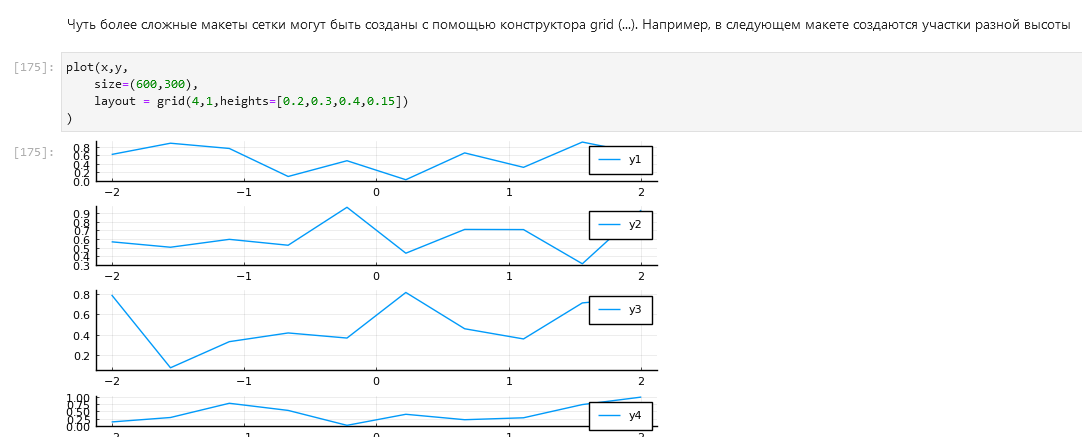 Чуть более сложные макеты сетки могут быть созданы с помощью конструктора grid (...). Например, в следующем макете создаются участки разной высоты
[175]: plot(x,y,
size=(600,300),
layout = grid(4,1,heights=[0.2,0.3,0.4,0.15])
)
[175]:
0.8
0.6
0.4
0.2
0.0
y1
−2 −1 0 1 2
0.9
0.8
0.7
0.6
0.5
0.4
0.3
y2
−2 −1 0 1 2
0.8
0.6
0.4
0.2
y3
−2 −1 0 1 2
1.00
0.75
0.50
0.25
0.00
y4